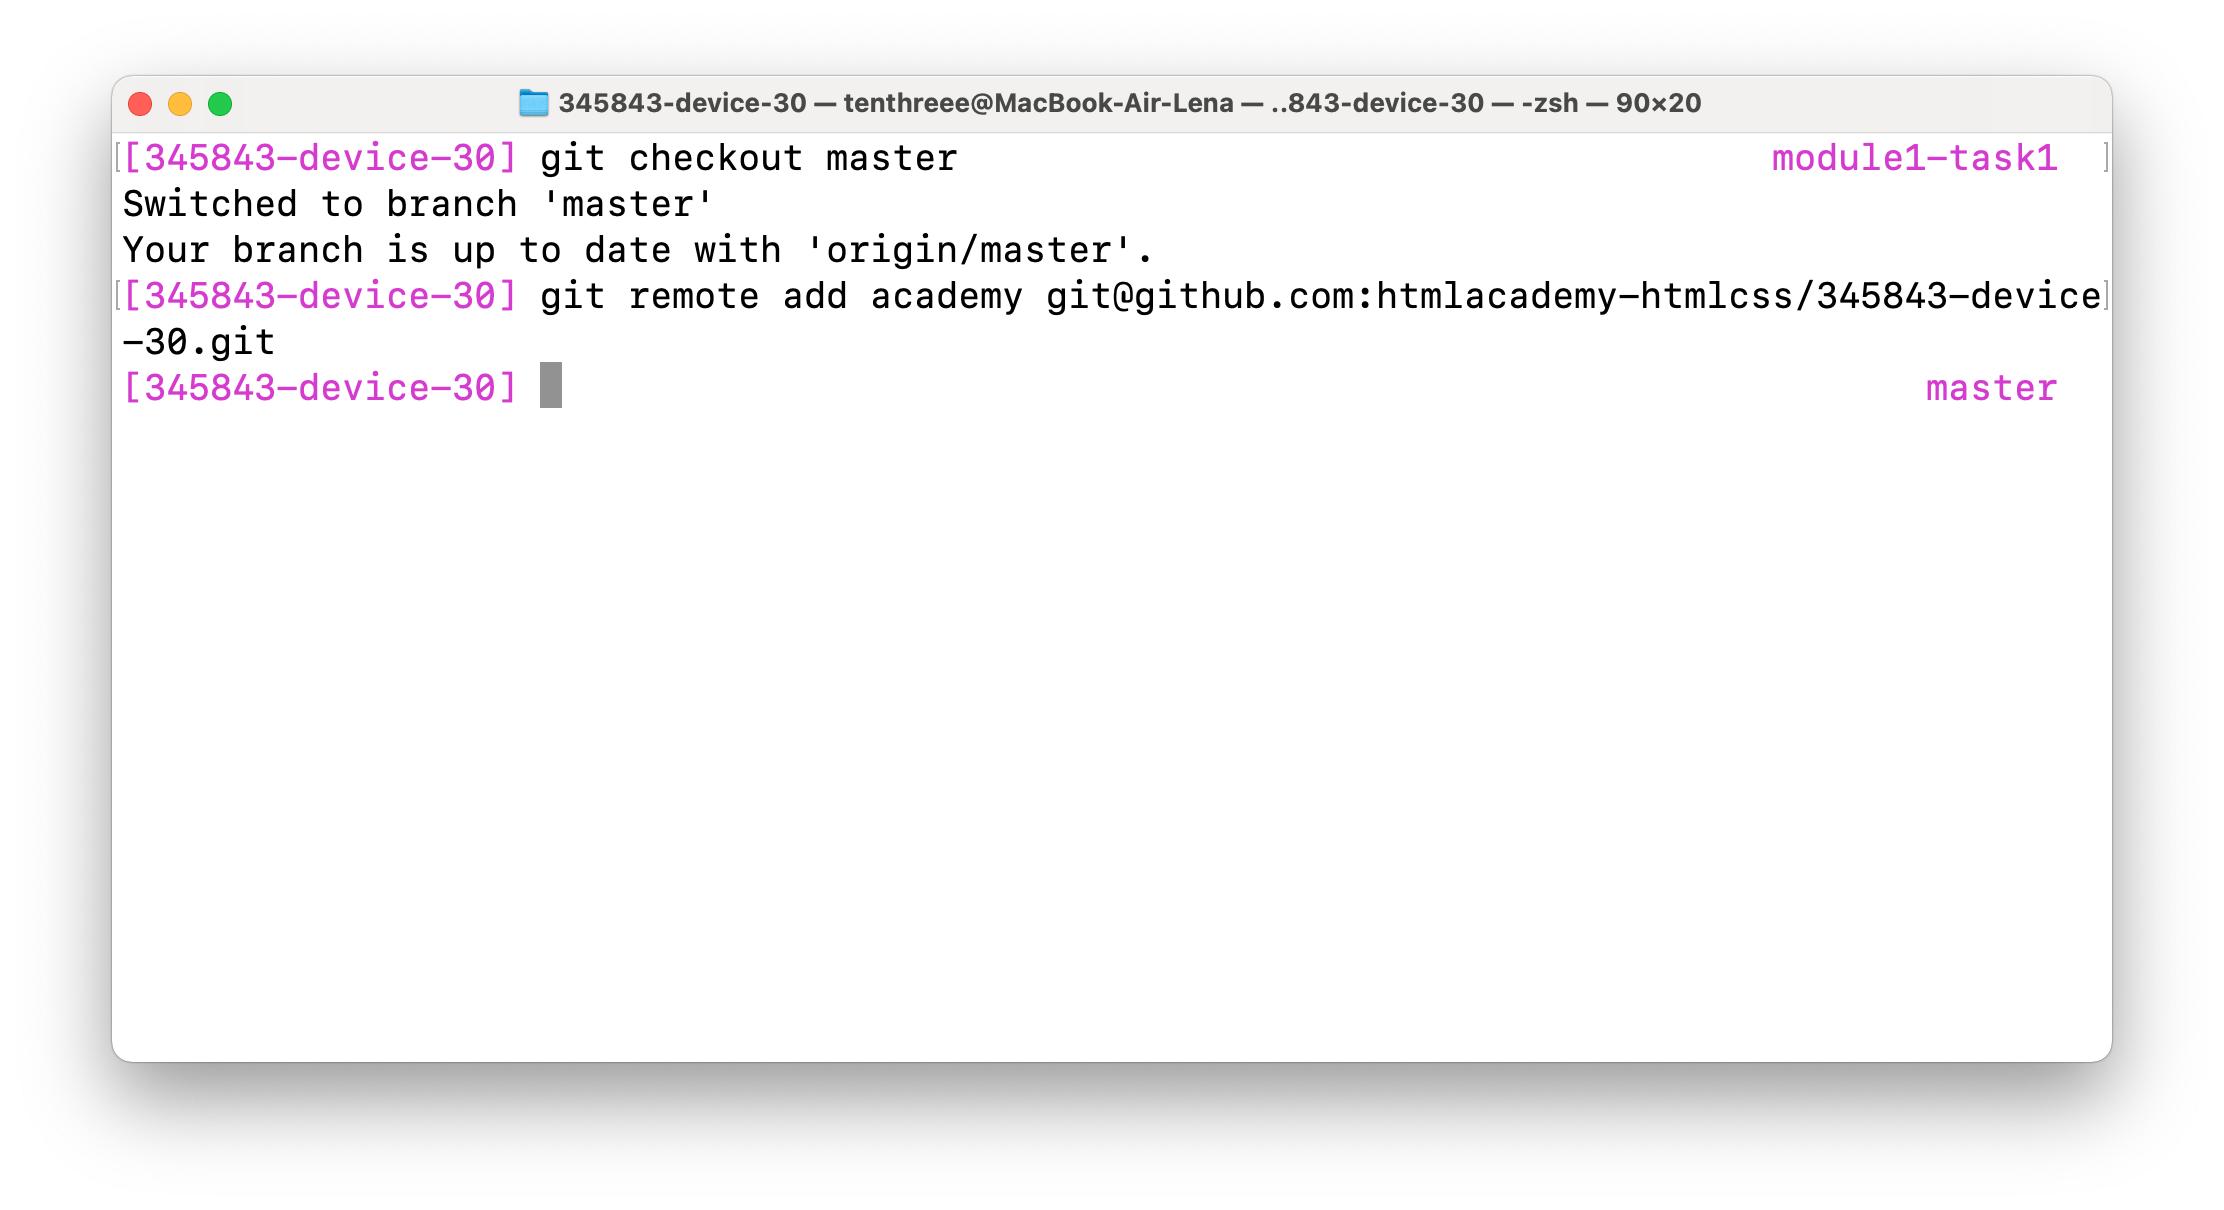 345843-device-30 — tenthreee@MacBook-Air-Lena — ..843-device-30 — -zsh — 90×20
[345843-device-30] git checkout master module1-task1
Switched to branch 'master'
Your branch is up to date with 'origin/master'.
[345843-device-30] git remote add academy git@github.com:htmlacademy-htmlcss/345843-device
-30.git
[345843-device-30] master